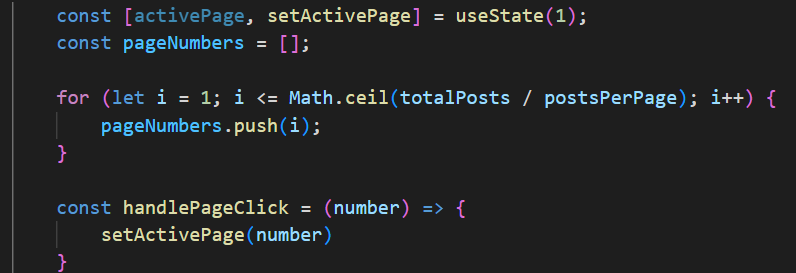 const [activePage, setActivePage] = useState(1);
const pageNumbers = [];
for (let i = 1; i <= Math.ceil(totalPosts / postsPerPage); i++) {
pageNumbers.push(i);
}
const handlePageClick = (number) => {
setActivePage(number)
}